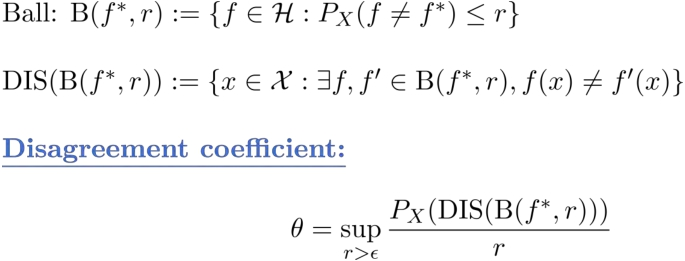 Ball: B(f*, r) := {f ∈ ℋ : P_X(f ≠ f*) ≤ r}
DIS(B(f*, r)) := {x ∈ 𝒳 : ∃f, f′ ∈ B(f*, r), f(x) ≠ f′(x)}
Disagreement coefficient:
θ = sup_{r>ϵ} P_X(DIS(B(f*, r))) / r